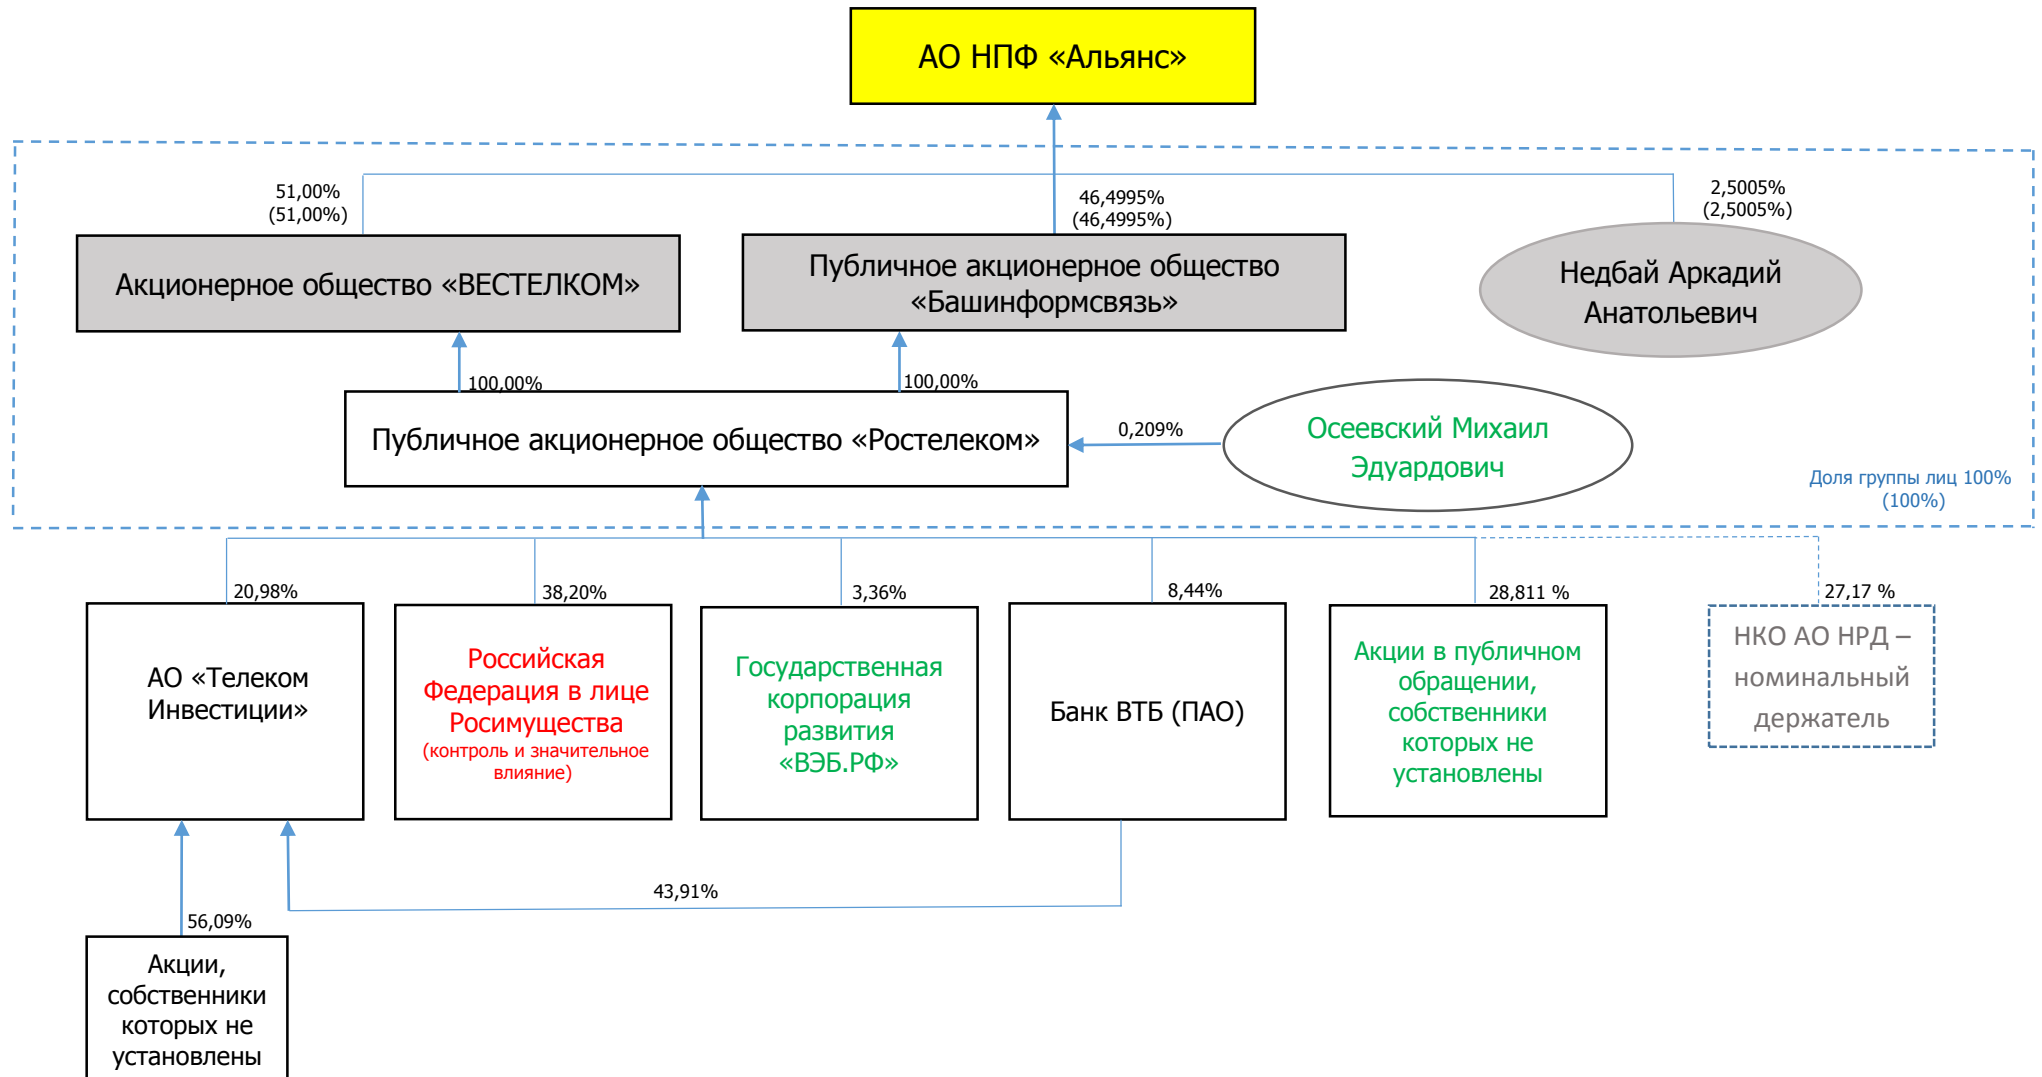 АО НПФ «Альянс»
51,00%
(51,00%)
46,4995%
(46,4995%)
2,5005%
(2,5005%)
Акционерное общество «ВЕСТЕЛКОМ»
Публичное акционерное общество
«Башинформсвязь»
Недбай Аркадий
Анатольевич
100,00%
100,00%
Публичное акционерное общество «Ростелеком»
0,209%
Осеевский Михаил
Эдуардович
Доля группы лиц 100%
(100%)
20,98%
38,20%
3,36%
8,44%
28,811 %
27,17 %
АО «Телеком
Инвестиции»
Российская
Федерация в лице
Росимущества
(контроль и значительное
влияние)
Государственная
корпорация
развития
«ВЭБ.РФ»
Банк ВТБ (ПАО)
Акции в публичном
обращении,
собственники
которых не
установлены
НКО АО НРД –
номинальный
держатель
43,91%
56,09%
Акции,
собственники
которых не
установлены